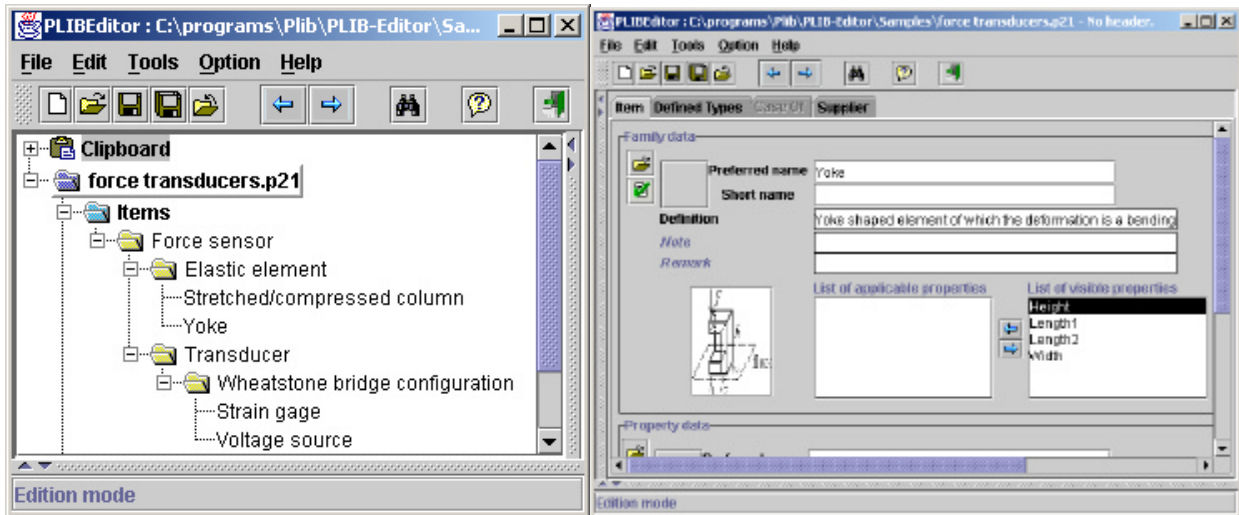 PLIBEditor : C:\programs\Plib\PLIB-Editor\Sa...
File Edit Tools Option Help
Clipboard
force transducers.p21
Items
Force sensor
Elastic element
Stretched/compressed column
Yoke
Transducer
Wheatstone bridge configuration
Strain gage
Voltage source
Edition mode
PLIBEditor : C:\programs\Plib\PLIB-Editor\Samples\force transducers.p21 - No header.
File Edit Tools Option Help
Item Defined Types Case Of Supplier
Family data
Preferred name Yoke
Short name
Definition Yoke shaped element of which the deformation is a bending
Note
Remark
List of applicable properties List of visible properties
Height
Length1
Length2
Width
Property data
Edition mode